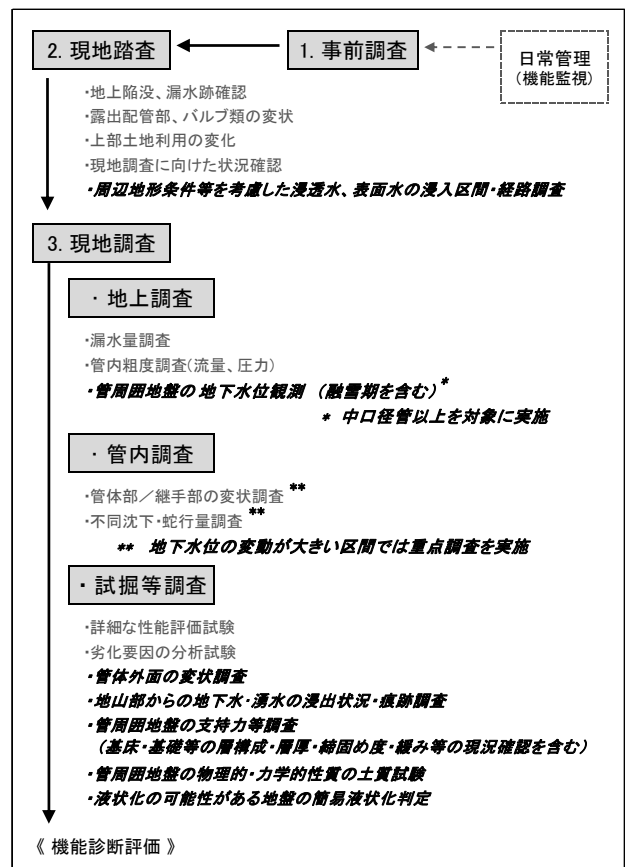 2. 現地踏査
1. 事前調査
日常管理
(機能監視)
・地上陥没、漏水跡確認
・露出配管部、バルブ類の変状
・上部土地利用の変化
・現地調査に向けた状況確認
・周辺地形条件等を考慮した浸透水、表面水の浸入区間・経路調査
3. 現地調査
・地上調査
・漏水量調査
・管内粗度調査(流量、圧力)
・管周囲地盤の地下水位観測 (融雪期を含む)*
* 中口径管以上を対象に実施
・管内調査
・管体部/継手部の変状調査 **
・不同沈下・蛇行量調査 **
** 地下水位の変動が大きい区間では重点調査を実施
・試掘等調査
・詳細な性能評価試験
・劣化要因の分析試験
・管体外面の変状調査
・地山部からの地下水・湧水の浸出状況・痕跡調査
・管周囲地盤の支持力等調査
(基床・基礎等の層構成・層厚・締固め度・緩み等の現況確認を含む)
・管周囲地盤の物理的・力学的性質の土質試験
・液状化の可能性がある地盤の簡易液状化判定
《 機能診断評価 》